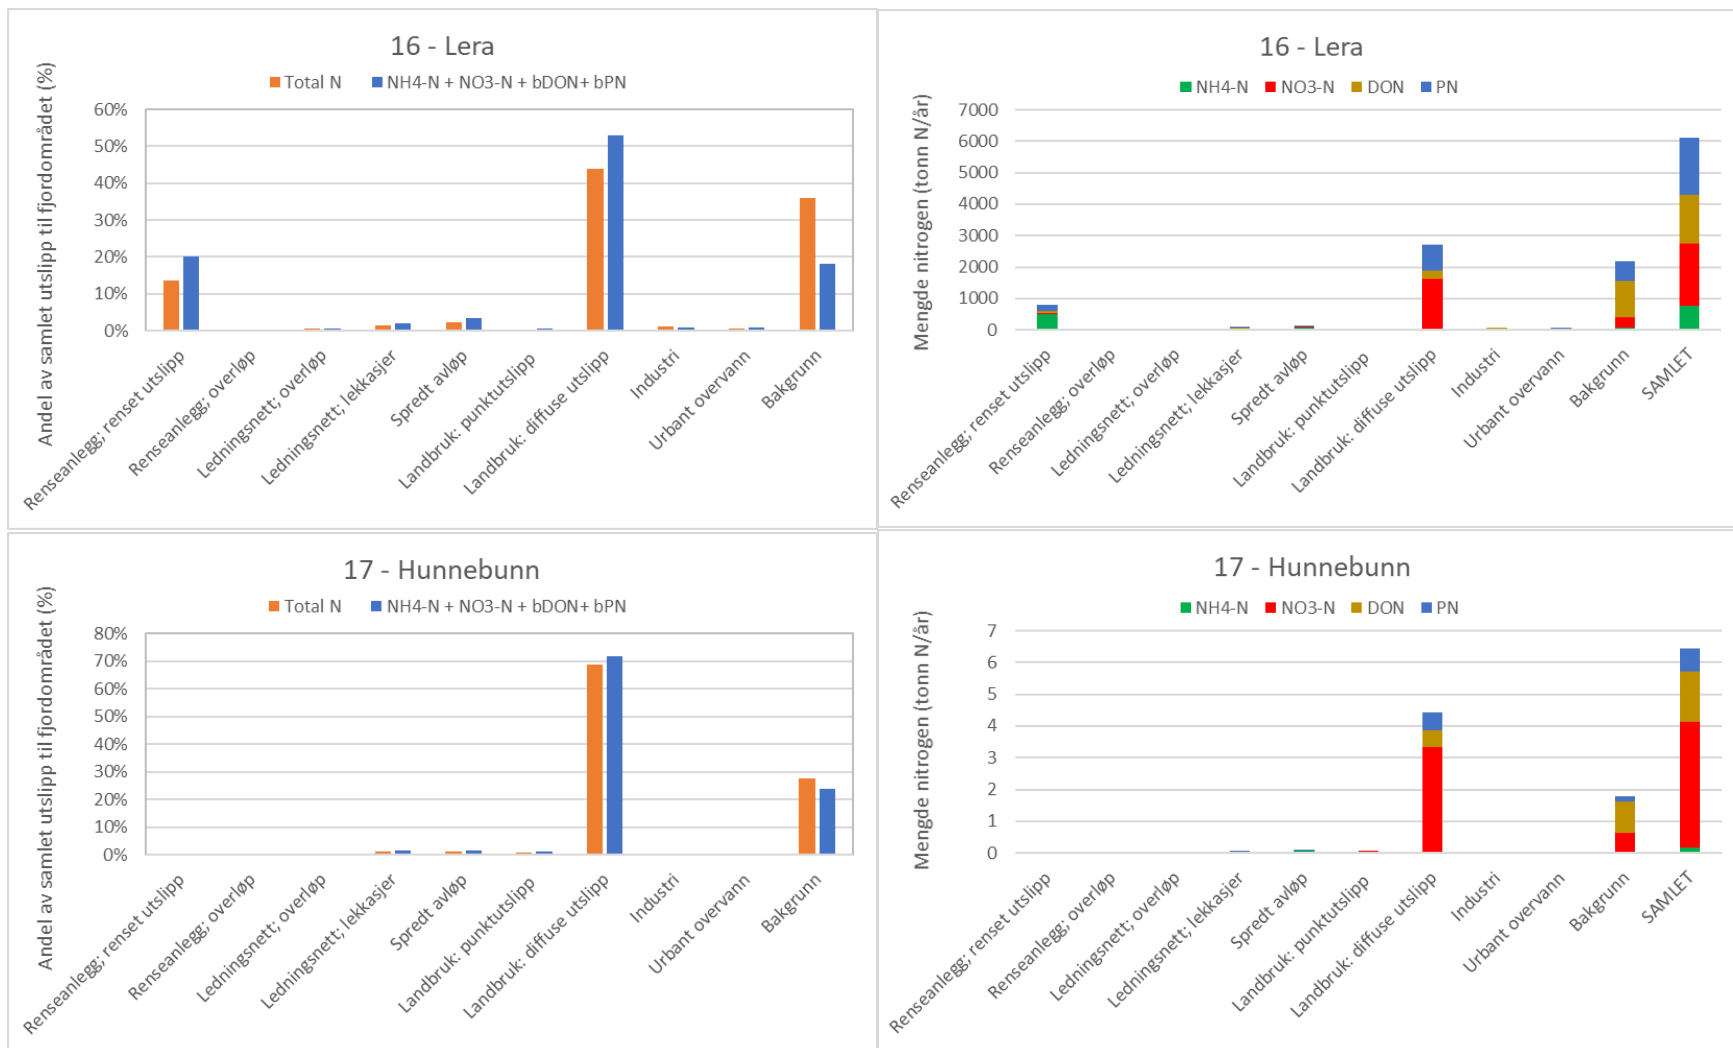 16 - Lera
Total N NH4-N + NO3-N + bDON+ bPN
Andel av samlet utslipp til fjordområdet (%)
60%
50%
40%
30%
20%
10%
0%
Renseanlegg; renset utslipp
Renseanlegg; overløp
Ledningsnett; overløp
Ledningsnett; lekkasjer
Spredt avløp
Landbruk: punktutslipp
Landbruk: diffuse utslipp
Industri
Urbant overvann
Bakgrunn
16 - Lera
NH4-N NO3-N DON PN
Mengde nitrogen (tonn N/år)
7000
6000
5000
4000
3000
2000
1000
0
Renseanlegg; renset utslipp
Renseanlegg; overløp
Ledningsnett; overløp
Ledningsnett; lekkasjer
Spredt avløp
Landbruk: punktutslipp
Landbruk: diffuse utslipp
Industri
Urbant overvann
Bakgrunn
SAMLET
17 - Hunnebunn
Total N NH4-N + NO3-N + bDON+ bPN
Andel av samlet utslipp til fjordområdet (%)
80%
70%
60%
50%
40%
30%
20%
10%
0%
Renseanlegg; renset utslipp
Renseanlegg; overløp
Ledningsnett; overløp
Ledningsnett; lekkasjer
Spredt avløp
Landbruk: punktutslipp
Landbruk: diffuse utslipp
Industri
Urbant overvann
Bakgrunn
17 - Hunnebunn
NH4-N NO3-N DON PN
Mengde nitrogen (tonn N/år)
7
6
5
4
3
2
1
0
Renseanlegg; renset utslipp
Renseanlegg; overløp
Ledningsnett; overløp
Ledningsnett; lekkasjer
Spredt avløp
Landbruk: punktutslipp
Landbruk: diffuse utslipp
Industri
Urbant overvann
Bakgrunn
SAMLET